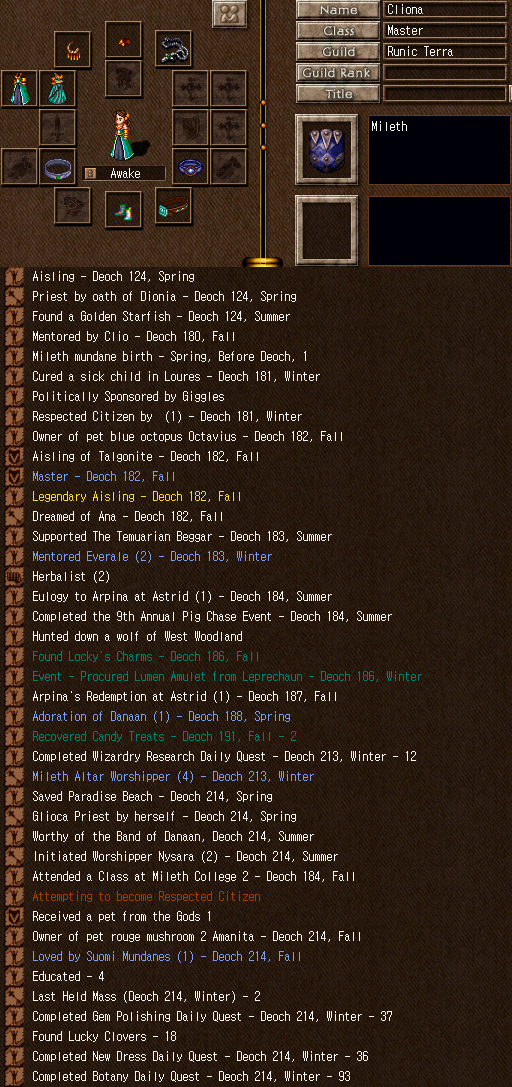 Name Cliona
Class Master
Guild Runic Terra
Guild Rank
Title
Mileth
Awake
Aisling - Deoch 124, Spring
Priest by oath of Dionia - Deoch 124, Spring
Found a Golden Starfish - Deoch 124, Summer
Mentored by Clio - Deoch 180, Fall
Mileth mundane birth - Spring, Before Deoch, 1
Cured a sick child in Loures - Deoch 181, Winter
Politically Sponsored by Giggles
Respected Citizen by  (1) - Deoch 181, Winter
Owner of pet blue octopus Octavius - Deoch 182, Fall
Aisling of Talgonite - Deoch 182, Fall
Master - Deoch 182, Fall
Legendary Aisling - Deoch 182, Fall
Dreamed of Ana - Deoch 182, Fall
Supported The Temuarian Beggar - Deoch 183, Summer
Mentored Everale (2) - Deoch 183, Winter
Herbalist (2)
Eulogy to Arpina at Astrid (1) - Deoch 184, Summer
Completed the 9th Annual Pig Chase Event - Deoch 184, Summer
Hunted down a wolf of West Woodland
Found Locky's Charms - Deoch 186, Fall
Event - Procured Lumen Amulet from Leprechaun - Deoch 186, Winter
Arpina's Redemption at Astrid (1) - Deoch 187, Fall
Adoration of Danaan (1) - Deoch 188, Spring
Recovered Candy Treats - Deoch 191, Fall - 2
Completed Wizardry Research Daily Quest - Deoch 213, Winter - 12
Mileth Altar Worshipper (4) - Deoch 213, Winter
Saved Paradise Beach - Deoch 214, Spring
Glioca Priest by herself - Deoch 214, Spring
Worthy of the Band of Danaan, Deoch 214, Summer
Initiated Worshipper Nysara (2) - Deoch 214, Summer
Attended a Class at Mileth College 2 - Deoch 184, Fall
Attempting to become Respected Citizen
Received a pet from the Gods 1
Owner of pet rouge mushroom 2 Amanita - Deoch 214, Fall
Loved by Suomi Mundanes (1) - Deoch 214, Fall
Educated - 4
Last Held Mass (Deoch 214, Winter) - 2
Completed Gem Polishing Daily Quest - Deoch 214, Winter - 37
Found Lucky Clovers - 18
Completed New Dress Daily Quest - Deoch 214, Winter - 36
Completed Botany Daily Quest - Deoch 214, Winter - 93